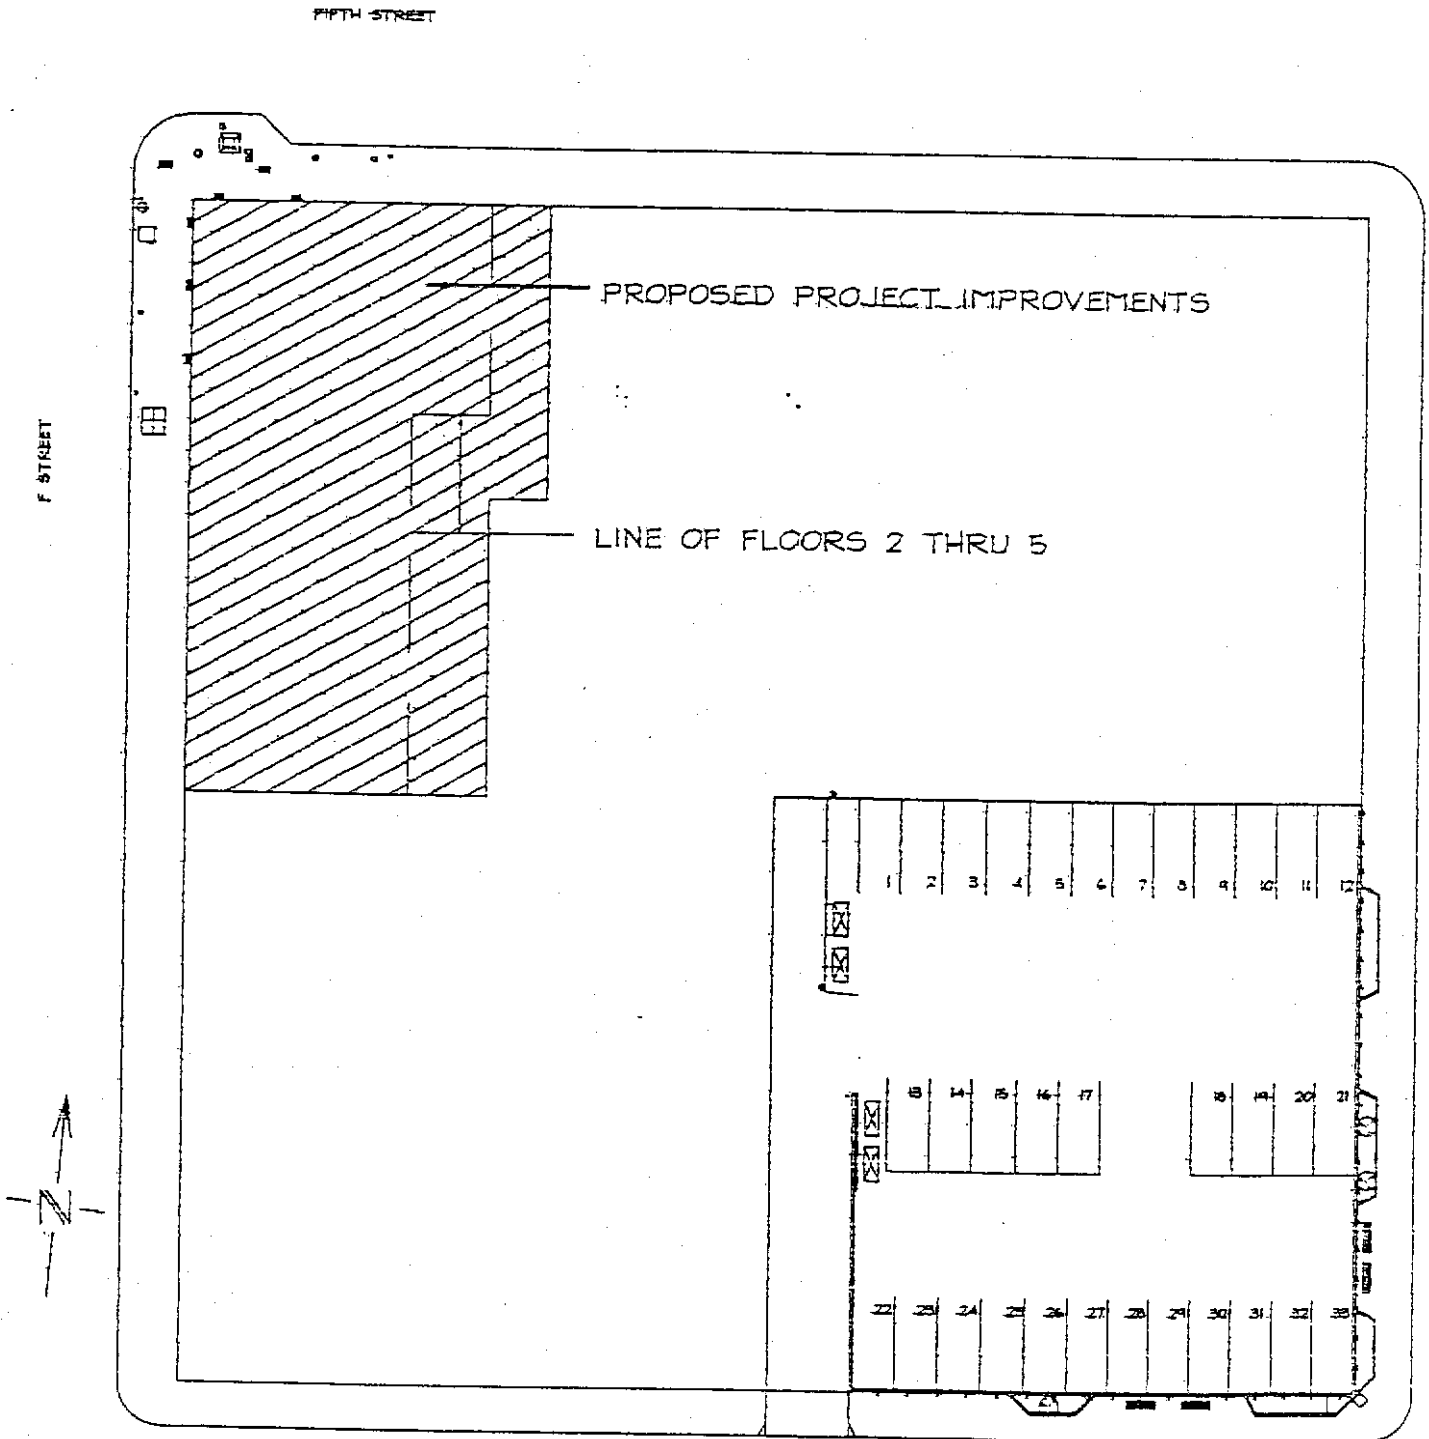 FIFTH STREET
PROPOSED PROJECT IMPROVEMENTS
F STREET
LINE OF FLOORS 2 THRU 5
1 2 3 4 5 6 7 8 9 10 11 12
13 14 15 16 17 18 19 20 21
N
22 23 24 25 26 27 28 29 30 31 32 33